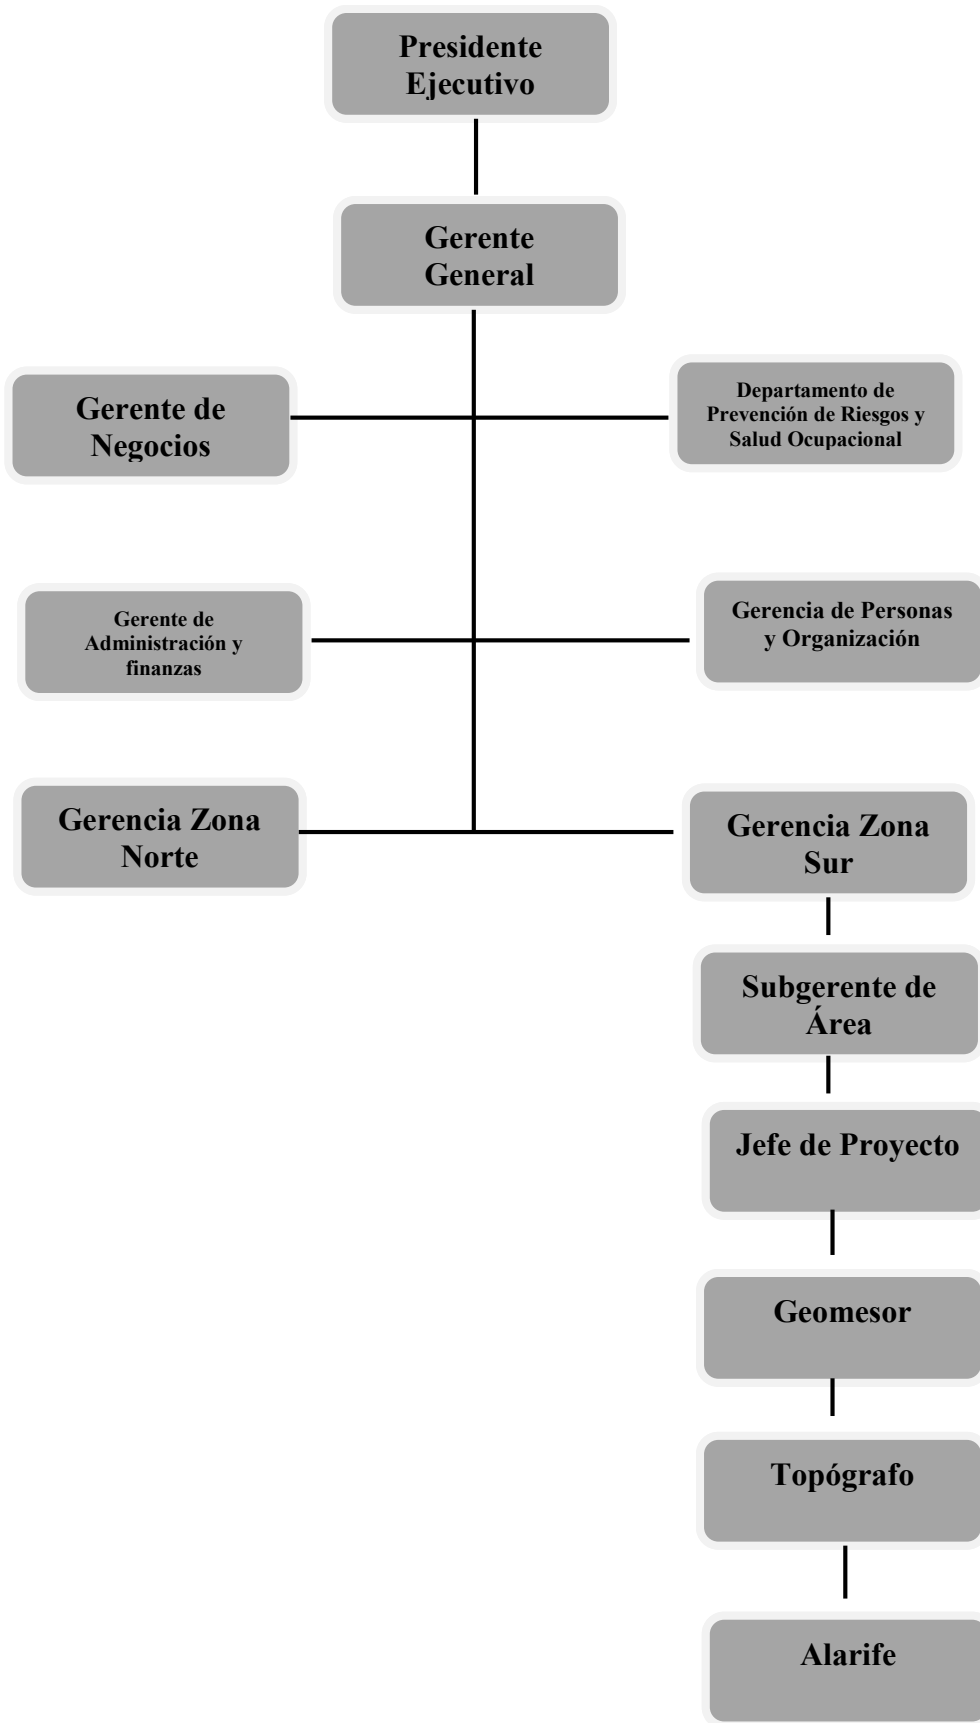 Presidente
Ejecutivo
Gerente
General
Gerente de
Negocios
Departamento de
Prevención de Riesgos y
Salud Ocupacional
Gerente de
Administración y
finanzas
Gerencia de Personas
y Organización
Gerencia Zona
Norte
Gerencia Zona
Sur
Subgerente de
Área
Jefe de Proyecto
Geomesor
Topógrafo
Alarife